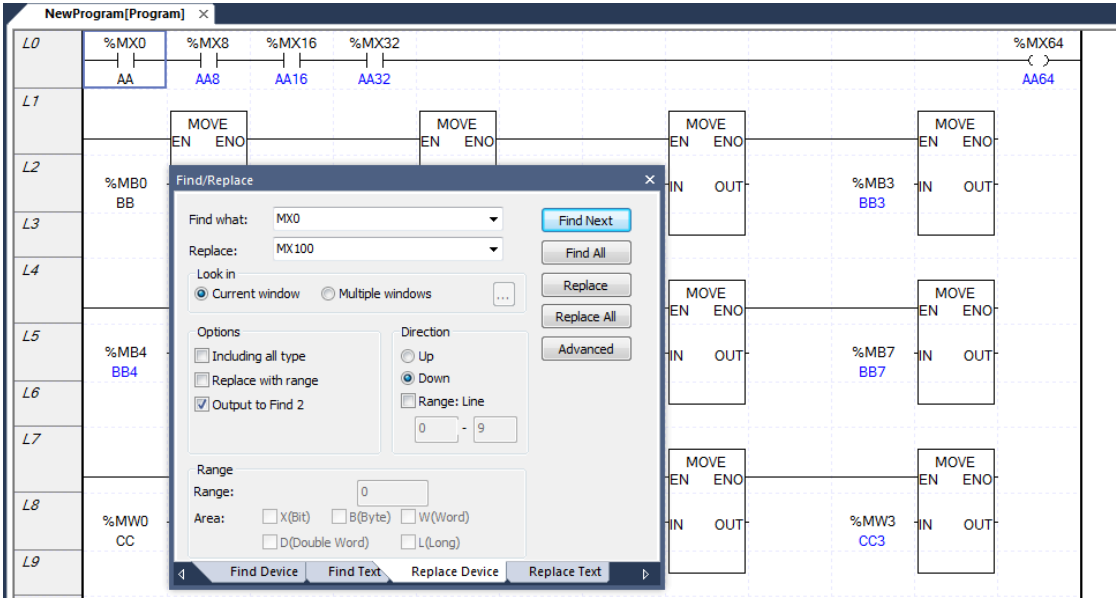 NewProgram[Program] ×
L0 %MX0 %MX8 %MX16 %MX32 %MX64
AA AA8 AA16 AA32 AA64
L1
MOVE MOVE MOVE MOVE
EN ENO EN ENO EN ENO EN ENO
L2
%MB0 IN OUT %MB3 IN OUT
BB BB3
L3
L4
MOVE MOVE
EN ENO EN ENO
L5
%MB4 IN OUT %MB7 IN OUT
BB4 BB7
L6
L7
MOVE MOVE
EN ENO EN ENO
L8
%MW0 IN OUT %MW3 IN OUT
CC CC3
L9
Find/Replace
Find what: MX0 Find Next
Replace: MX100 Find All
Look in Replace
Current window Multiple windows ...
Replace All
Options Direction
Including all type Up Advanced
Replace with range Down
Output to Find 2 Range: Line
0 - 9
Range
Range: 0
Area: X(Bit) B(Byte) W(Word)
D(Double Word) L(Long)
Find Device Find Text Replace Device Replace Text